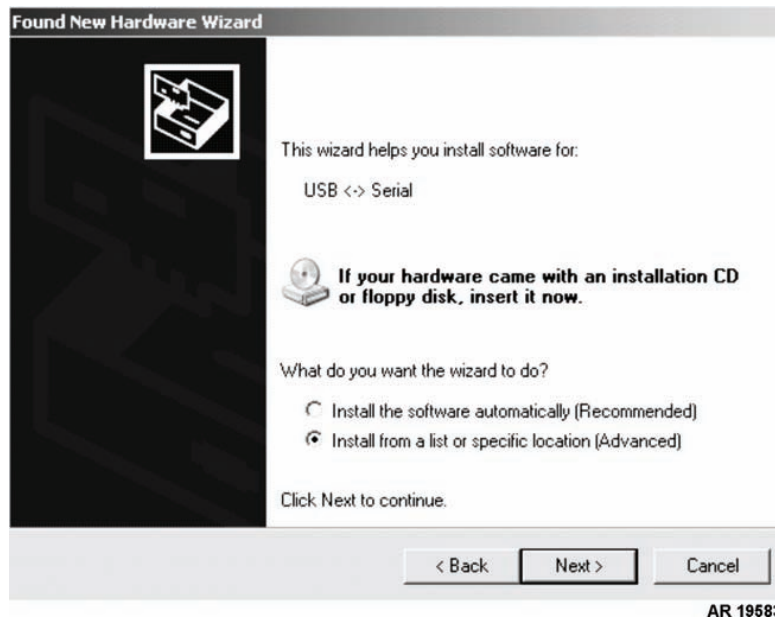 Found New Hardware Wizard
This wizard helps you install software for:
USB <-> Serial
If your hardware came with an installation CD
or floppy disk, insert it now.
What do you want the wizard to do?
Install the software automatically (Recommended)
Install from a list or specific location (Advanced)
Click Next to continue.
< Back
Next >
Cancel
AR 19583